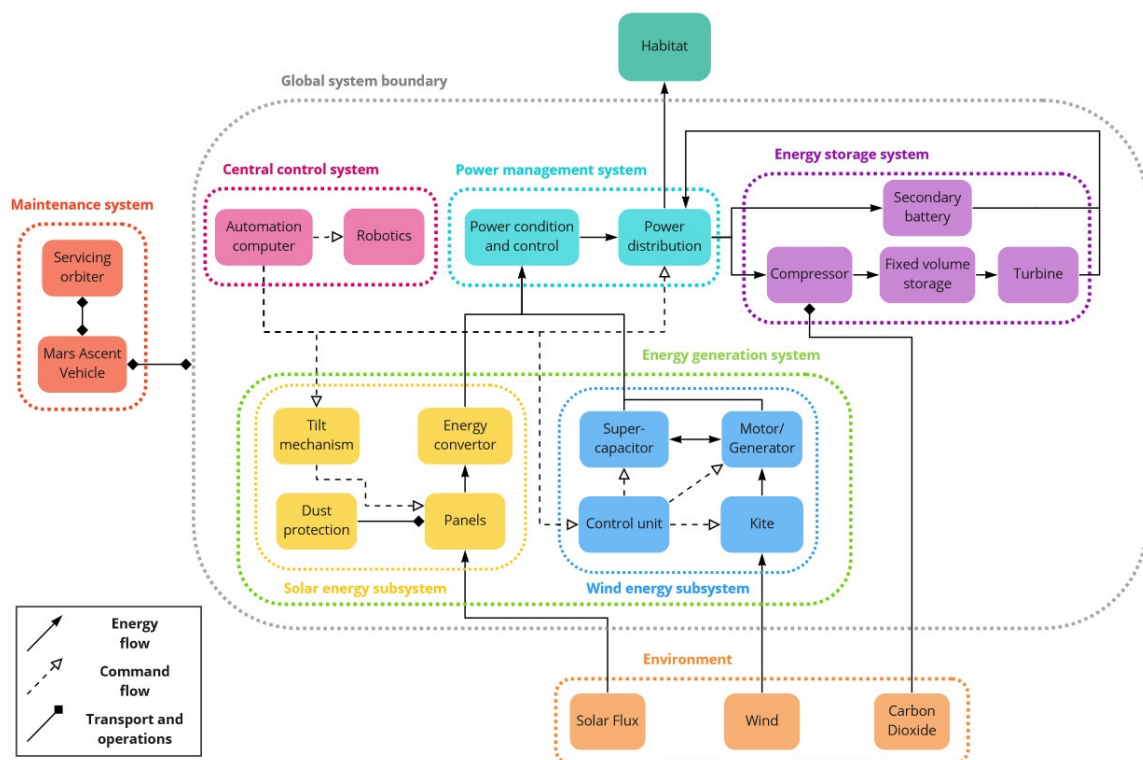 Habitat
Global system boundary
Central control system
Power management system
Energy storage system
Maintenance system
Automation
computer
Robotics
Power condition
and control
Power
distribution
Secondary
battery
Servicing
orbiter
Compressor
Fixed volume
storage
Turbine
Mars Ascent
Vehicle
Energy generation system
Tilt
mechanism
Energy
convertor
Super-
capacitor
Motor/
Generator
Dust
protection
Panels
Control unit
Kite
Solar energy subsystem
Wind energy subsystem
Energy
flow
Command
flow
Transport and
operations
Environment
Solar Flux
Wind
Carbon
Dioxide